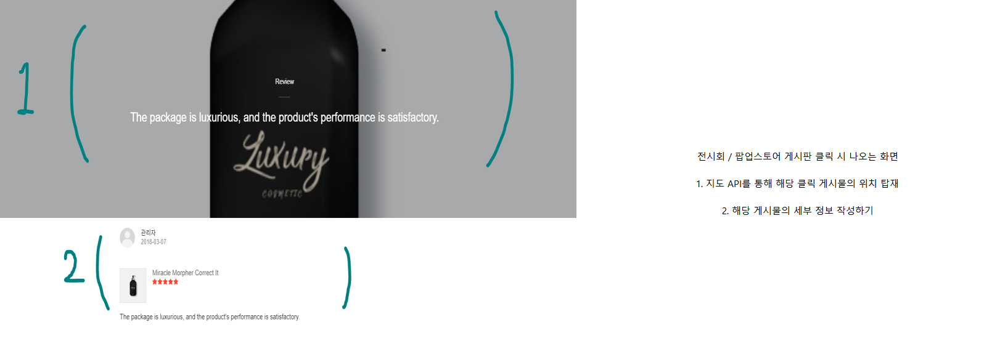 1
Review
The package is luxurious, and the product's performance is satisfactory.
Luxury
COSMETIC
2
관리자
2018-03-07
Miracle Morpher Correct It
★★★★★
The package is luxurious, and the product's performance is satisfactory.
전시회 / 팝업스토어 게시판 클릭 시 나오는 화면
1. 지도 API를 통해 해당 클릭 게시물의 위치 탑재
2. 해당 게시물의 세부 정보 작성하기